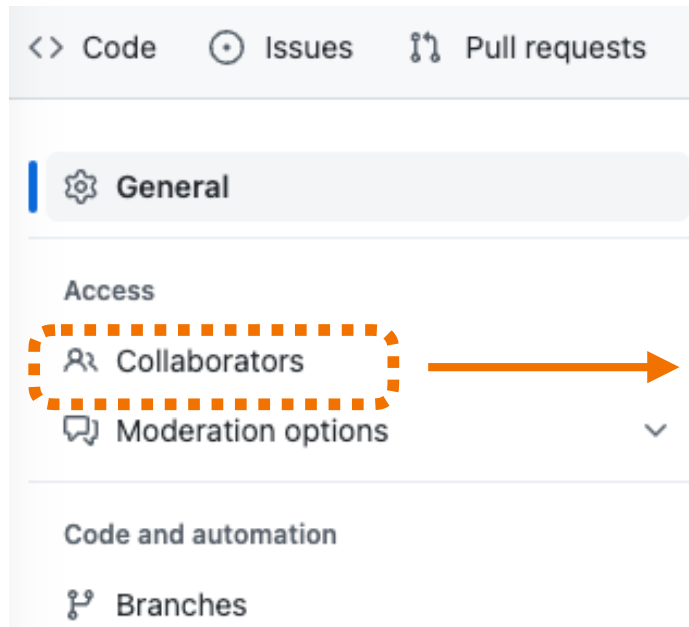 <> Code Issues Pull requests
General
Access
Collaborators
Moderation options
Code and automation
Branches